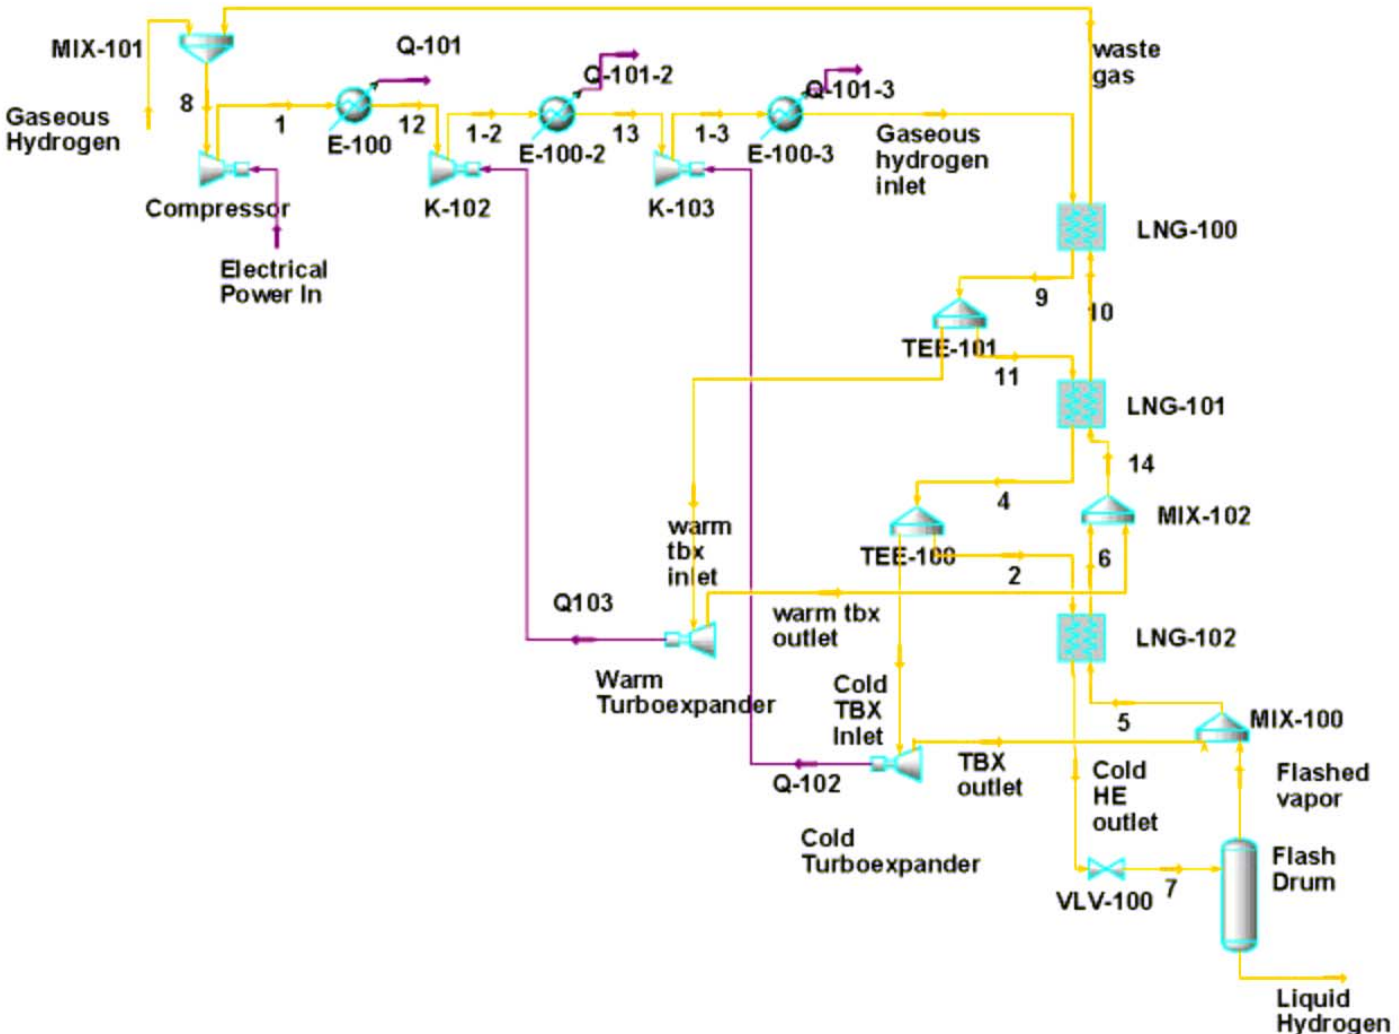 MIX-101
Q-101
Q-101-2
Q-101-3
waste
gas
Gaseous
Hydrogen
8
1
12
1-2
13
1-3
E-100
E-100-2
E-100-3
Gaseous
hydrogen
inlet
Compressor
K-102
K-103
LNG-100
Electrical
Power In
9
10
TEE-101
11
LNG-101
14
4
MIX-102
warm
tbx
inlet
TEE-100
2
6
Q103
warm tbx
outlet
LNG-102
Warm
Turboexpander
Cold
TBX
Inlet
5
MIX-100
Q-102
TBX
outlet
Cold
HE
outlet
Flashed
vapor
Cold
Turboexpander
VLV-100
7
Flash
Drum
Liquid
Hydrogen